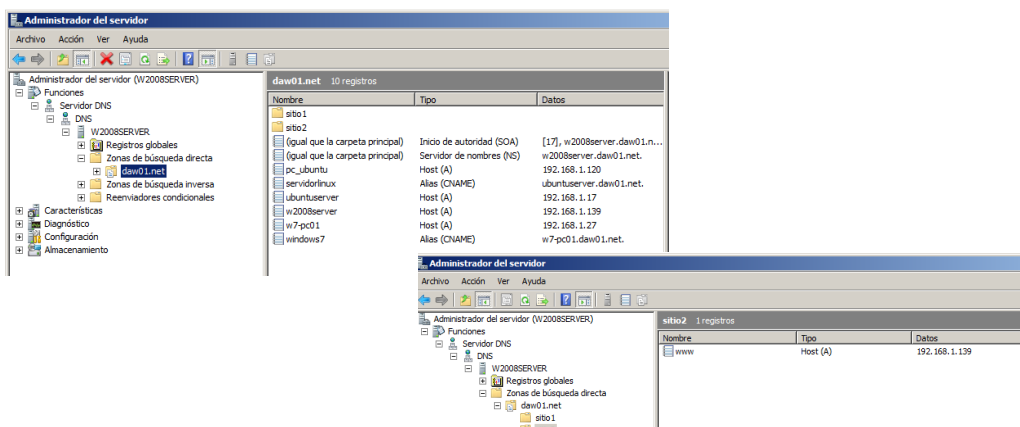 Administrador del servidor
Archivo Acción Ver Ayuda
Administrador del servidor (W2008SERVER)
Funciones
Servidor DNS
DNS
W2008SERVER
Registros globales
Zonas de búsqueda directa
daw01.net
Zonas de búsqueda inversa
Reenviadores condicionales
Características
Diagnóstico
Configuración
Almacenamiento
daw01.net 10 registros
Nombre Tipo Datos
sitio1
sitio2
(igual que la carpeta principal) Inicio de autoridad (SOA) [17], w2008server.daw01.n...
(igual que la carpeta principal) Servidor de nombres (NS) w2008server.daw01.net.
pc_ubuntu Host (A) 192.168.1.120
servidorlinux Alias (CNAME) ubuntuserver.daw01.net.
ubuntuserver Host (A) 192.168.1.17
w2008server Host (A) 192.168.1.139
w7-pc01 Host (A) 192.168.1.27
windows7 Alias (CNAME) w7-pc01.daw01.net.
Administrador del servidor
Archivo Acción Ver Ayuda
Administrador del servidor (W2008SERVER)
Funciones
Servidor DNS
DNS
W2008SERVER
Registros globales
Zonas de búsqueda directa
daw01.net
sitio1
sitio2 1 registros
Nombre Tipo Datos
www Host (A) 192.168.1.139